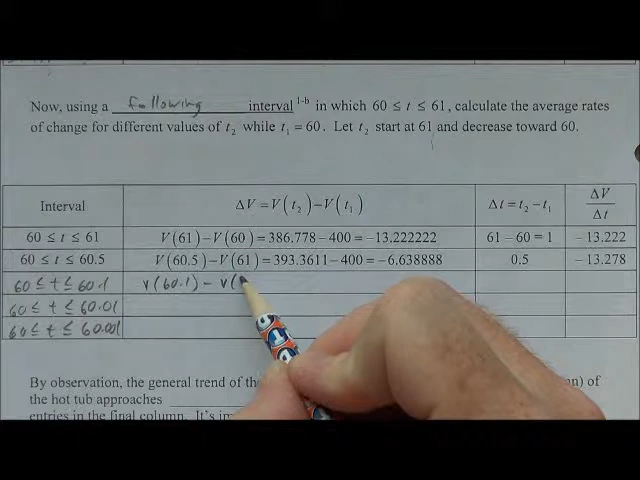 Now, using a following interval 1-b in which 60 ≤ t ≤ 61, calculate the average rates
of change for different values of t₂ while t₁ = 60. Let t₂ start at 61 and decrease toward 60.
Interval ΔV = V(t₂) − V(t₁) Δt = t₂ − t₁ ΔV/Δt
60 ≤ t ≤ 61 V(61) − V(60) = 386.778 − 400 = −13.222222 61 − 60 = 1 −13.222
60 ≤ t ≤ 60.5 V(60.5) − V(61) = 393.3611 − 400 = −6.638888 0.5 −13.278
60 ≤ t ≤ 60.1 V(60.1) − V(
60 ≤ t ≤ 60.01
60 ≤ t ≤ 60.001
By observation, the general trend of the of
the hot tub approaches
entries in the final column. It's